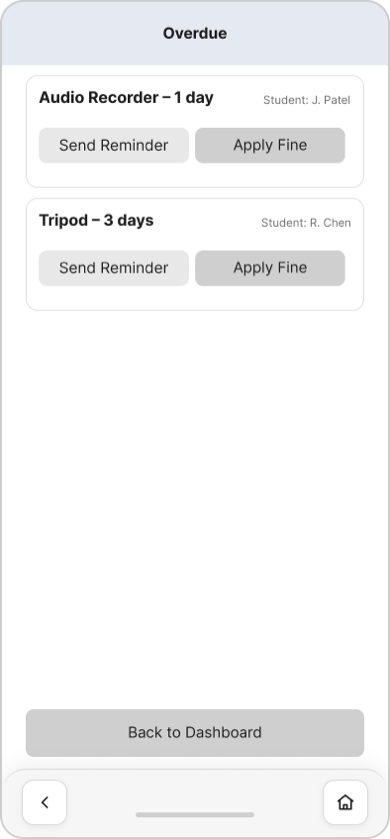 Overdue
Audio Recorder – 1 day
Student: J. Patel
Send Reminder
Apply Fine
Tripod – 3 days
Student: R. Chen
Send Reminder
Apply Fine
Back to Dashboard